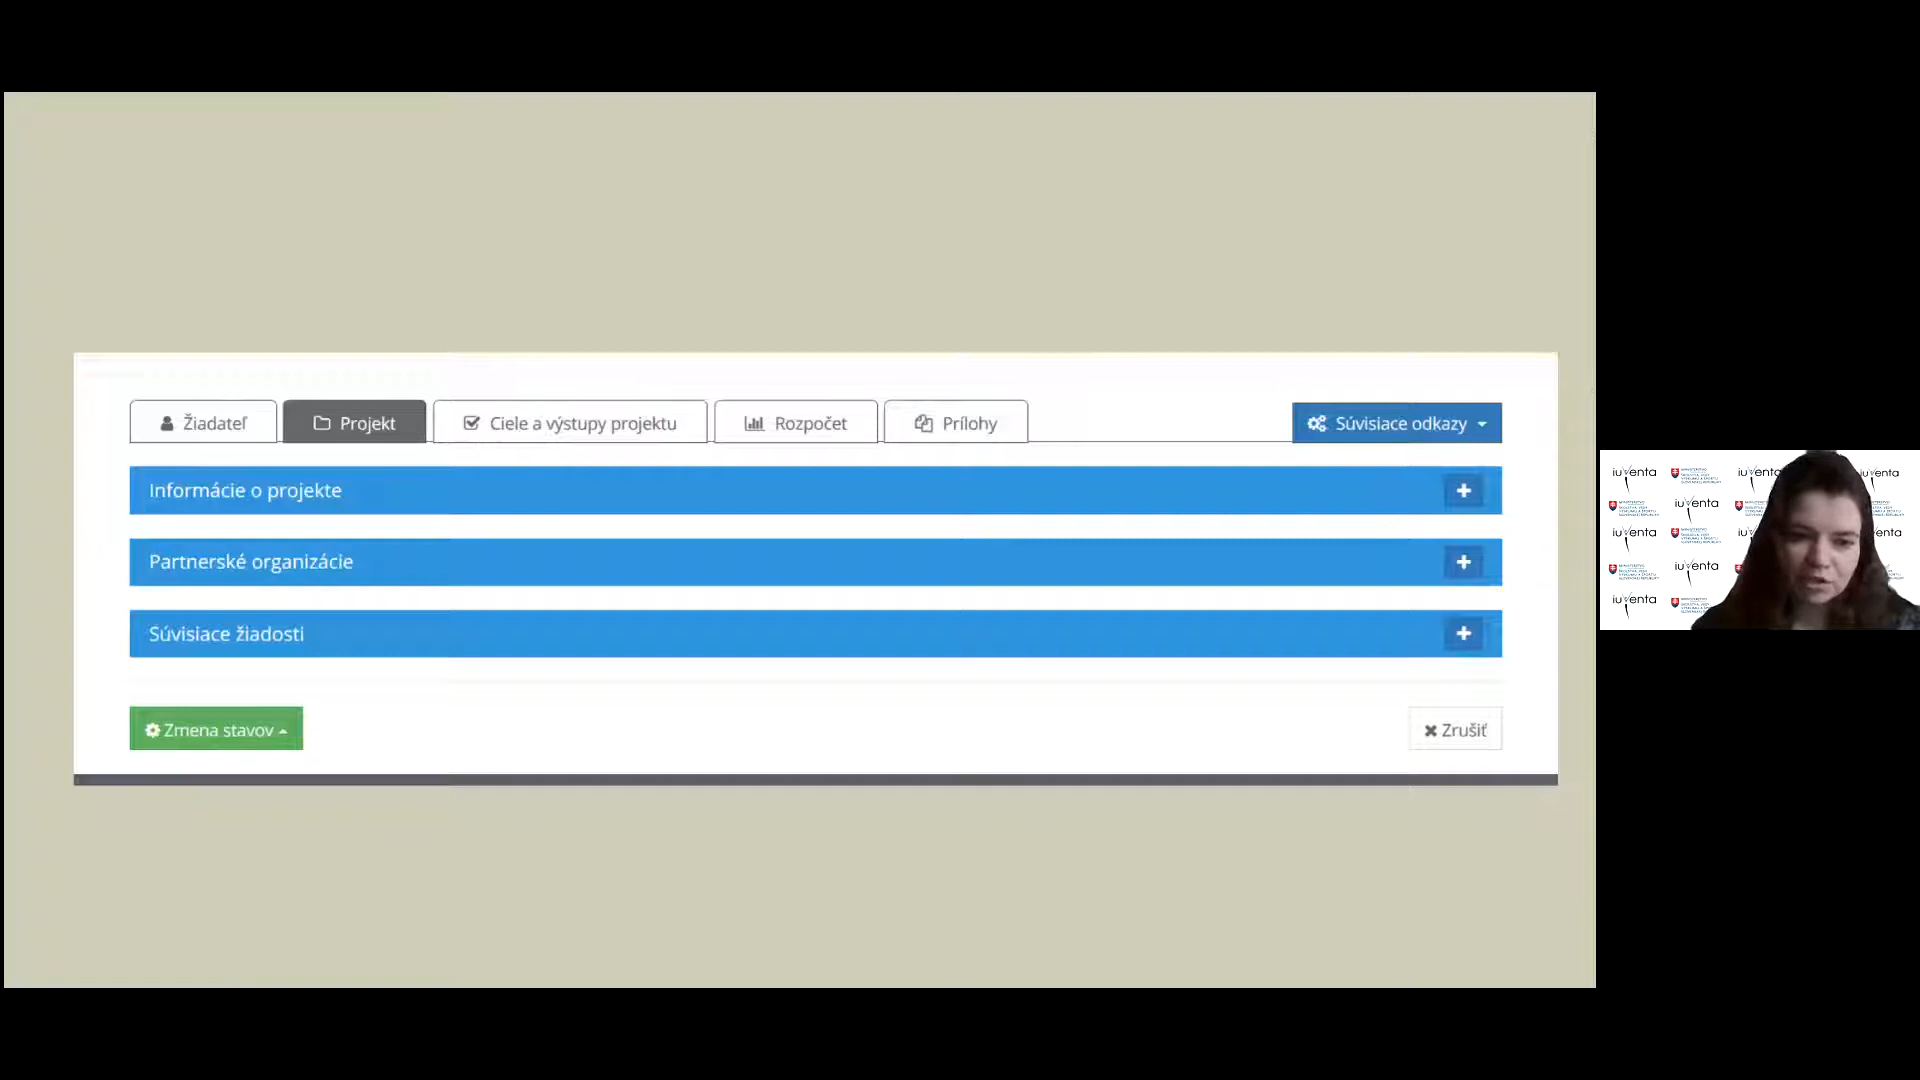 Žiadateľ
Projekt
Ciele a výstupy projektu
Rozpočet
Prílohy
Súvisiace odkazy
Informácie o projekte
Partnerské organizácie
Súvisiace žiadosti
Zmena stavov
Zrušiť
iuventa
iuventa
iuventa
iuventa
iuventa
iuventa
iuventa